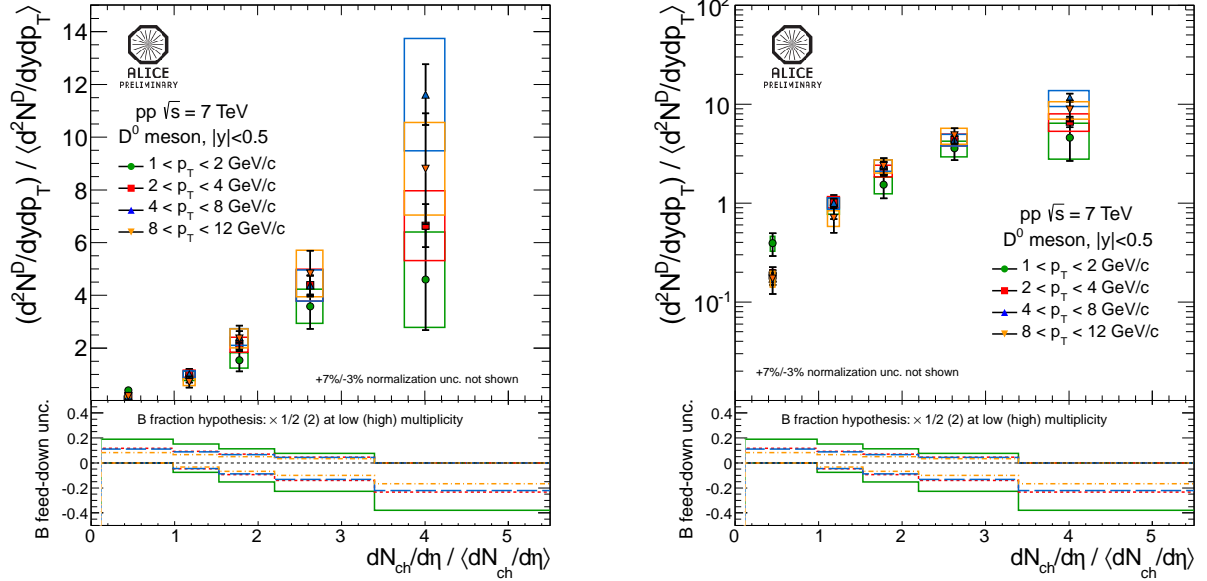 (d²Nᴰ/dydp_T) / ⟨d²Nᴰ/dydp_T⟩
14
12
10
8
6
4
2
ALICE
PRELIMINARY
pp √s = 7 TeV
D⁰ meson, |y|<0.5
1 < p_T < 2 GeV/c
2 < p_T < 4 GeV/c
4 < p_T < 8 GeV/c
8 < p_T < 12 GeV/c
+7%/-3% normalization unc. not shown
B feed-down unc.
0.4
0.2
0
-0.2
-0.4
B fraction hypothesis: × 1/2 (2) at low (high) multiplicity
0 1 2 3 4 5
dN_ch/dη / ⟨dN_ch/dη⟩
(d²Nᴰ/dydp_T) / ⟨d²Nᴰ/dydp_T⟩
10
1
10⁻¹
ALICE
PRELIMINARY
pp √s = 7 TeV
D⁰ meson, |y|<0.5
1 < p_T < 2 GeV/c
2 < p_T < 4 GeV/c
4 < p_T < 8 GeV/c
8 < p_T < 12 GeV/c
+7%/-3% normalization unc. not shown
B feed-down unc.
0.4
0.2
0
-0.2
-0.4
B fraction hypothesis: × 1/2 (2) at low (high) multiplicity
0 1 2 3 4 5
dN_ch/dη / ⟨dN_ch/dη⟩